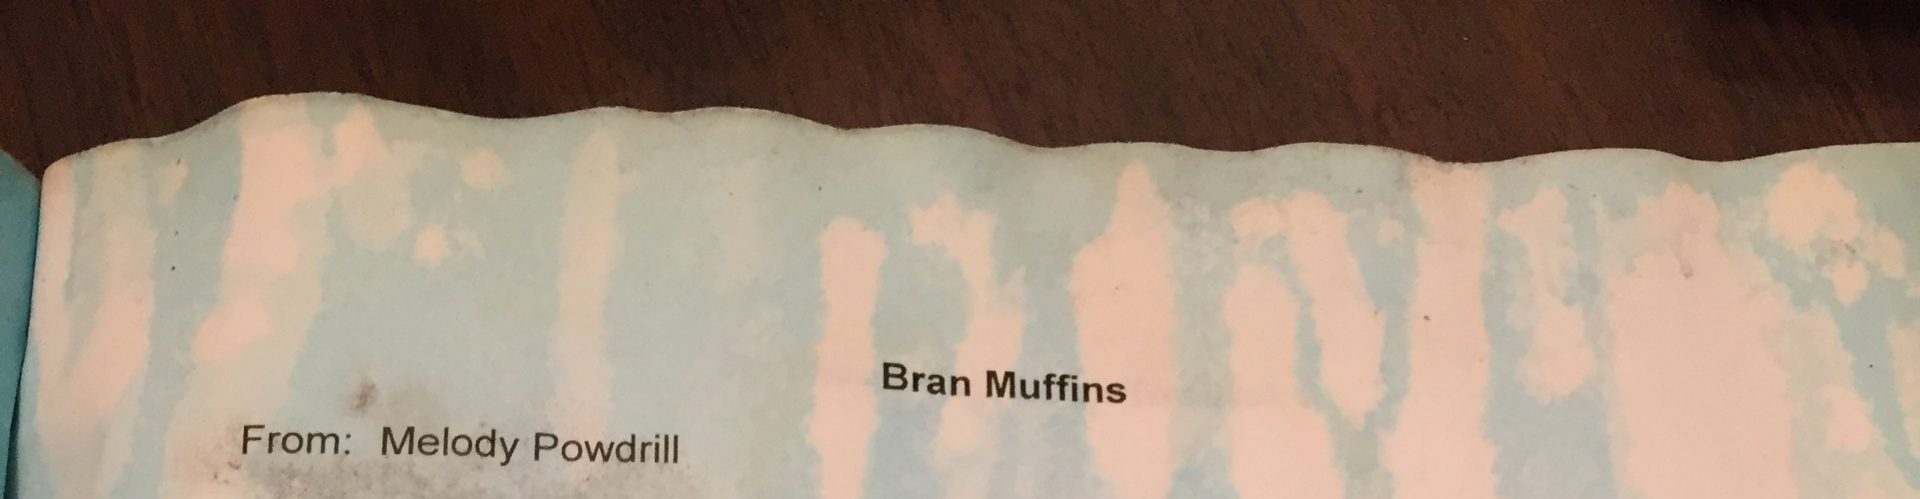 Bran Muffins
From: Melody Powdrill